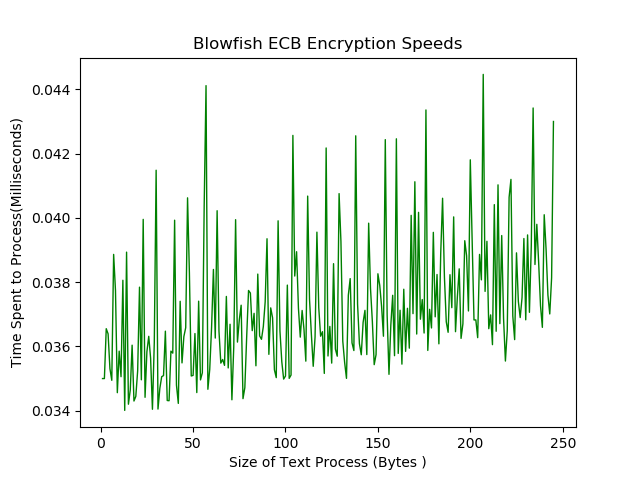 Blowfish ECB Encryption Speeds
0.044
0.042
0.040
0.038
0.036
0.034
Time Spent to Process(Milliseconds)
0 50 100 150 200 250
Size of Text Process (Bytes )